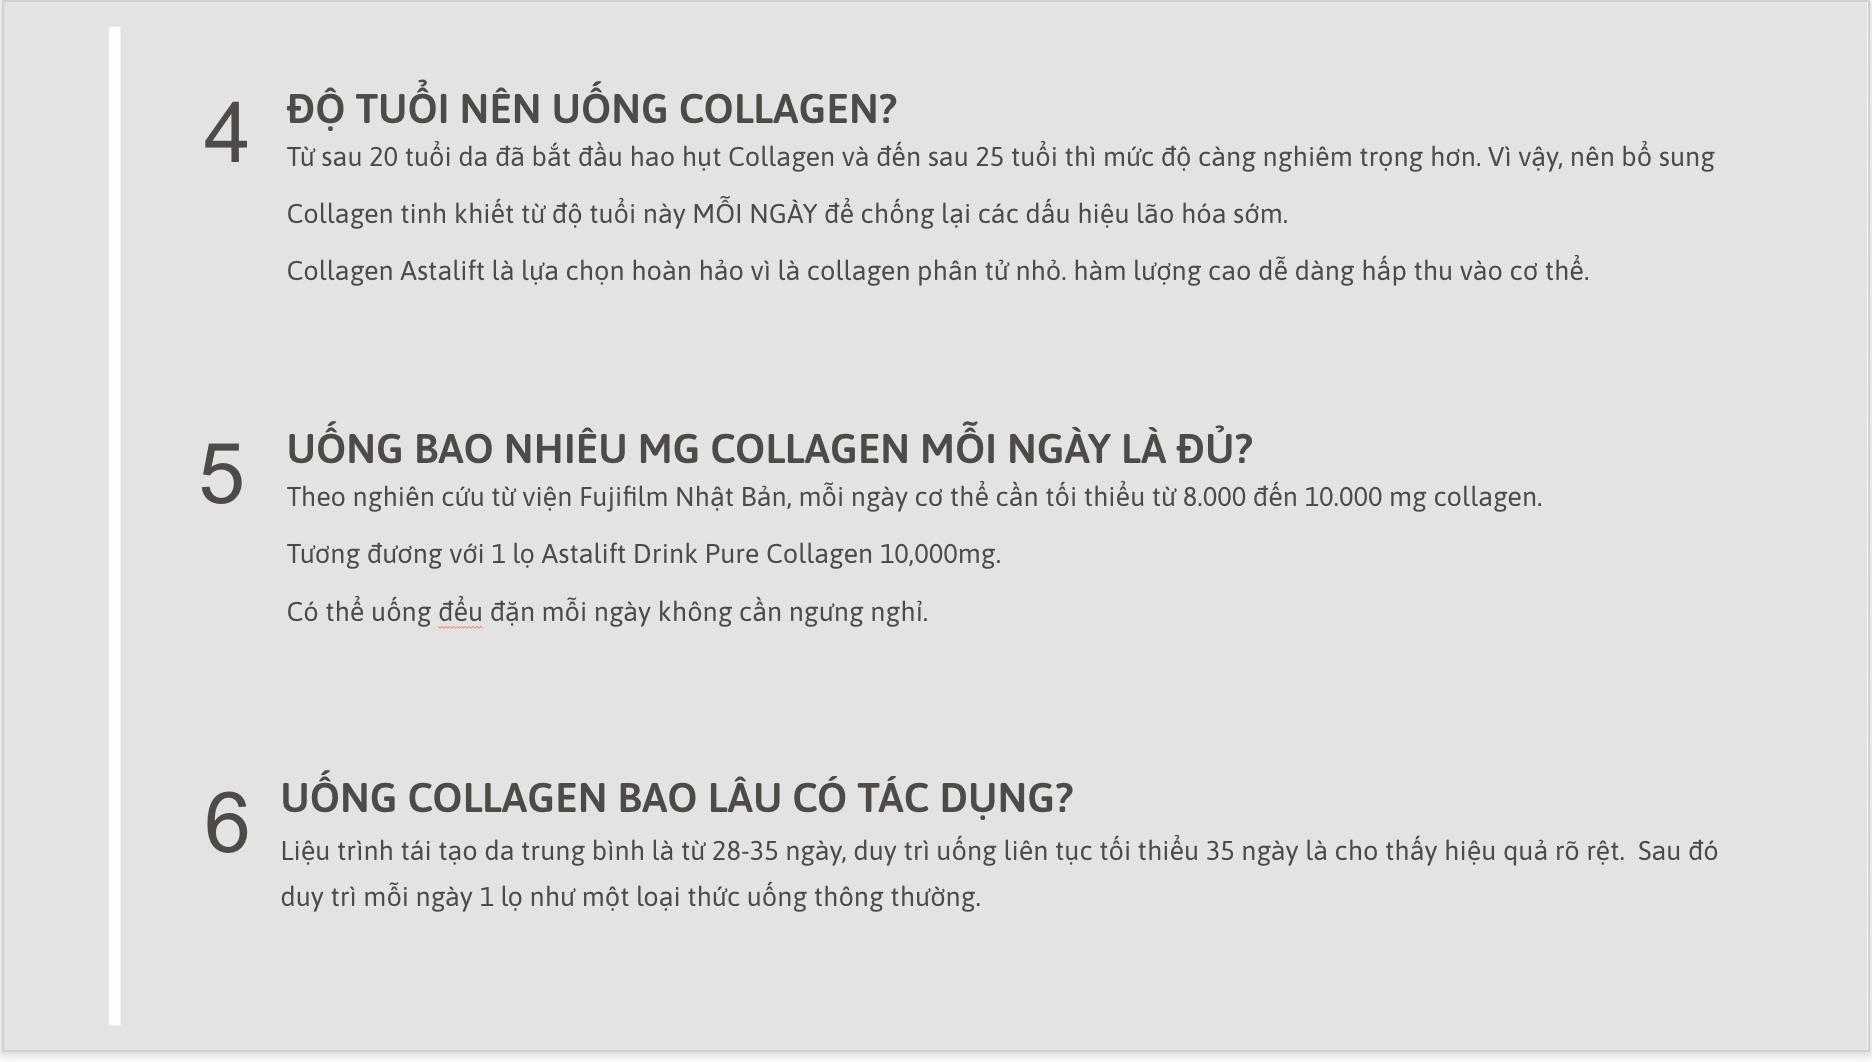 4
ĐỘ TUỔI NÊN UỐNG COLLAGEN?
Từ sau 20 tuổi da đã bắt đầu hao hụt Collagen và đến sau 25 tuổi thì mức độ càng nghiêm trọng hơn. Vì vậy, nên bổ sung
Collagen tinh khiết từ độ tuổi này MỖI NGÀY để chống lại các dấu hiệu lão hóa sớm.
Collagen Astalift là lựa chọn hoàn hảo vì là collagen phân tử nhỏ. hàm lượng cao dễ dàng hấp thu vào cơ thể.
5
UỐNG BAO NHIÊU MG COLLAGEN MỖI NGÀY LÀ ĐỦ?
Theo nghiên cứu từ viện Fujifilm Nhật Bản, mỗi ngày cơ thể cần tối thiểu từ 8.000 đến 10.000 mg collagen.
Tương đương với 1 lọ Astalift Drink Pure Collagen 10,000mg.
Có thể uống đểu đặn mỗi ngày không cần ngưng nghỉ.
6
UỐNG COLLAGEN BAO LÂU CÓ TÁC DỤNG?
Liệu trình tái tạo da trung bình là từ 28-35 ngày, duy trì uống liên tục tối thiểu 35 ngày là cho thấy hiệu quả rõ rệt.  Sau đó
duy trì mỗi ngày 1 lọ như một loại thức uống thông thường.